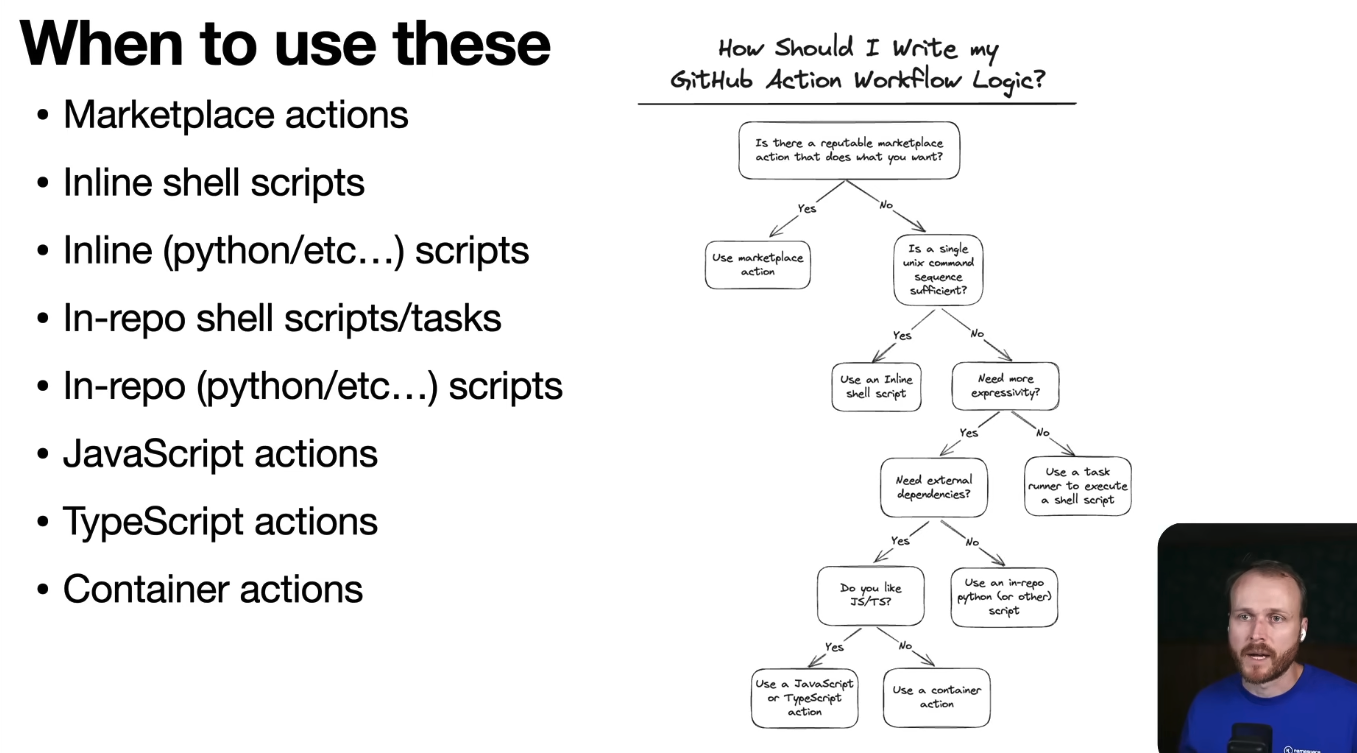 When to use these
• Marketplace actions
• Inline shell scripts
• Inline (python/etc…) scripts
• In-repo shell scripts/tasks
• In-repo (python/etc…) scripts
• JavaScript actions
• TypeScript actions
• Container actions
How Should I Write my
GitHub Action Workflow Logic?
Is there a reputable marketplace
action that does what you want?
Yes
No
Use marketplace
action
Is a single
unix command
sequence
sufficient?
Yes
No
Use an Inline
shell script
Need more
expressivity?
Yes
No
Need external
dependencies?
Use a task
runner to execute
a shell script
Yes
No
Do you like
JS/TS?
Use an in-repo
python (or other)
script
Yes
No
Use a JavaScript
or TypeScript
action
Use a container
action